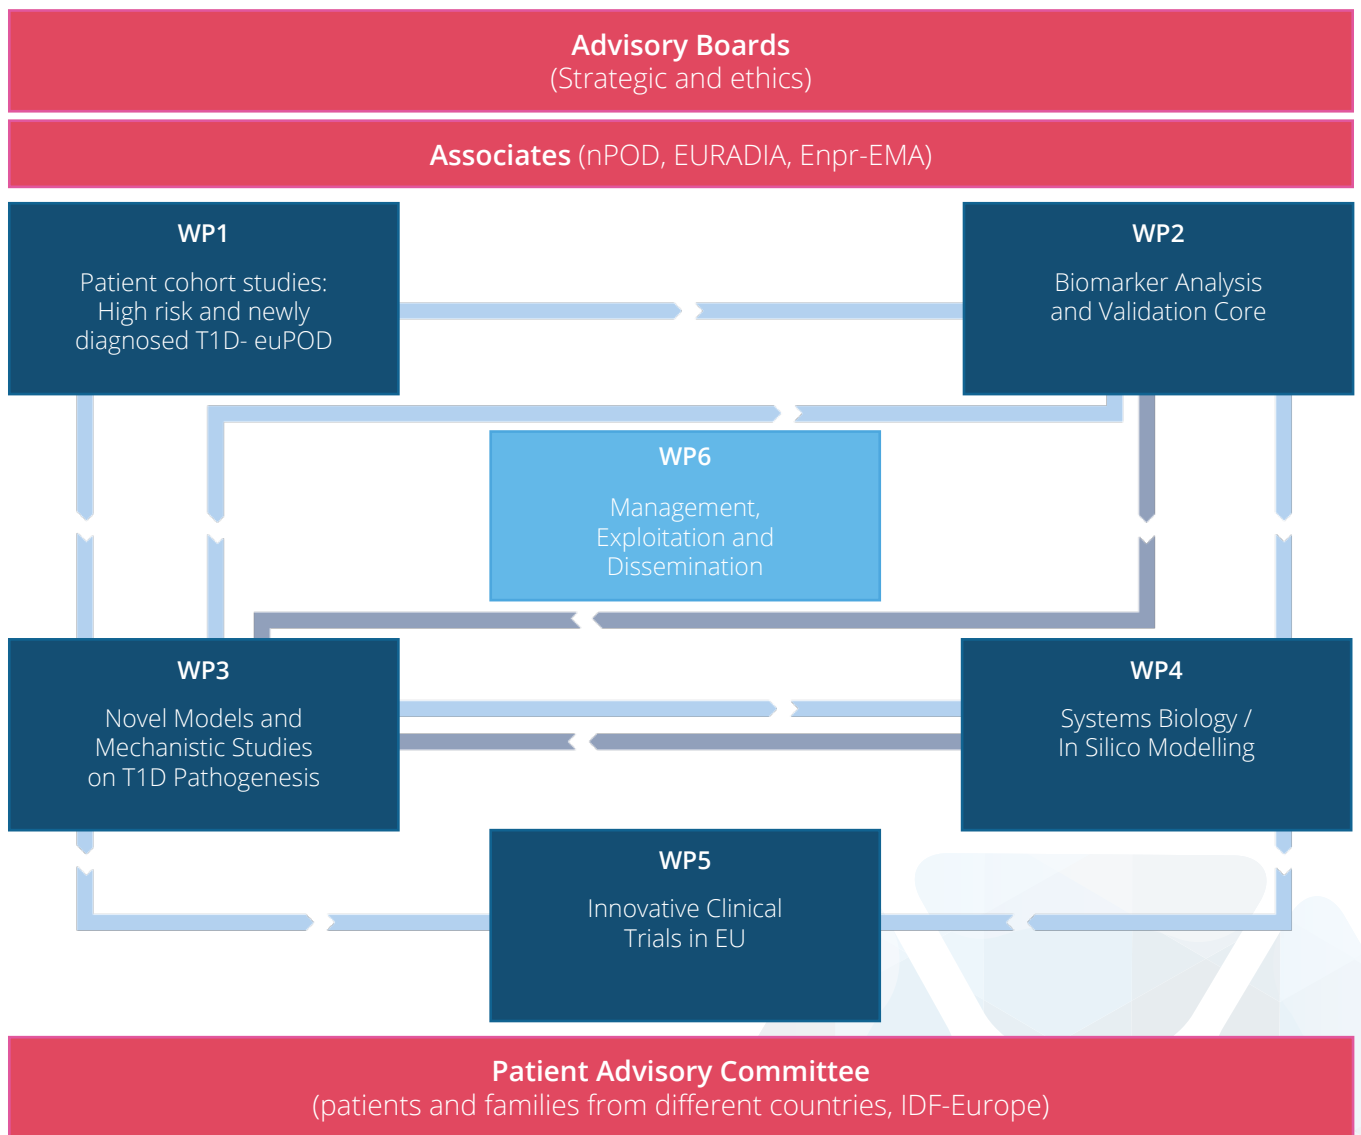 Advisory Boards
(Strategic and ethics)
Associates (nPOD, EURADIA, Enpr-EMA)
WP1
Patient cohort studies:
High risk and newly
diagnosed T1D- euPOD
WP2
Biomarker Analysis
and Validation Core
WP6
Management,
Exploitation and
Dissemination
WP3
Novel Models and
Mechanistic Studies
on T1D Pathogenesis
WP4
Systems Biology /
In Silico Modelling
WP5
Innovative Clinical
Trials in EU
Patient Advisory Committee
(patients and families from different countries, IDF-Europe)